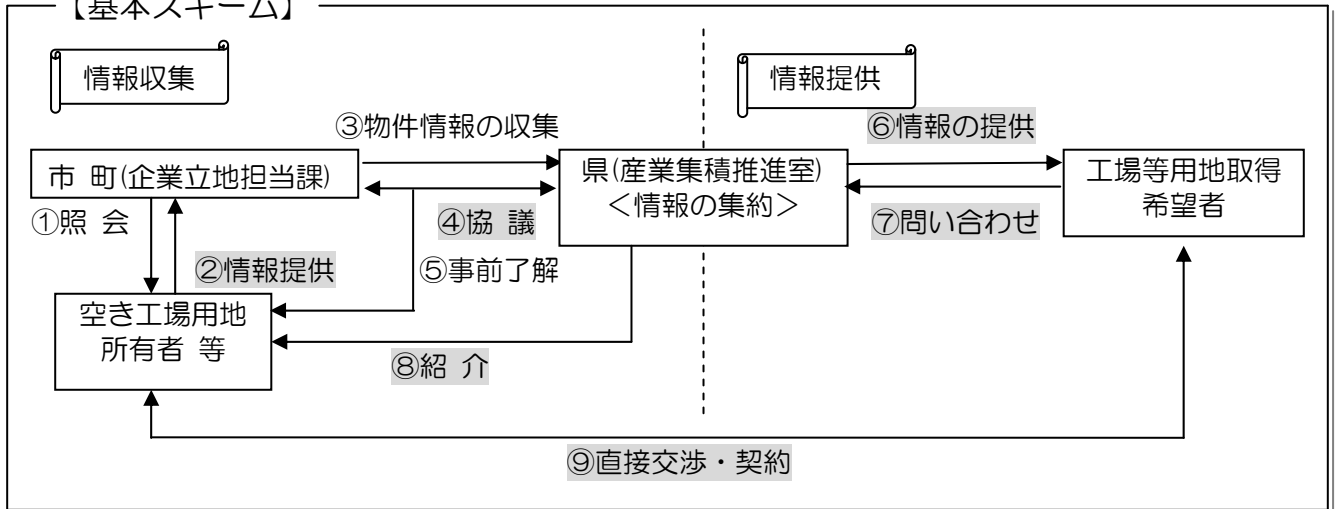 【基本スキーム】
情報収集
情報提供
③物件情報の収集
⑥情報の提供
市 町(企業立地担当課)
県(産業集積推進室)
<情報の集約>
工場等用地取得
希望者
①照 会
④協 議
⑦問い合わせ
②情報提供
⑤事前了解
空き工場用地
所有者 等
⑧紹 介
⑨直接交渉・契約